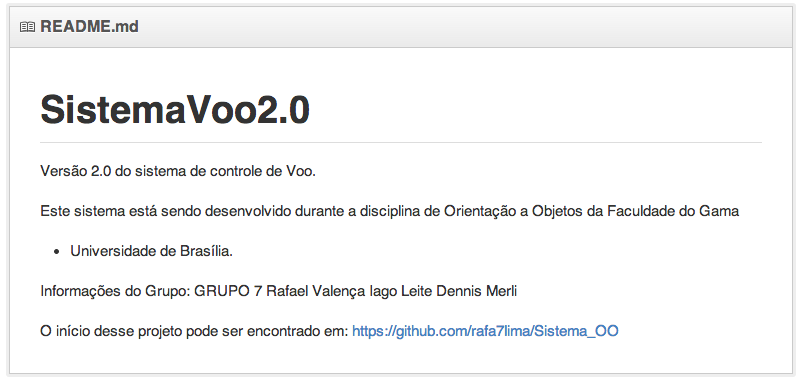 README.md
SistemaVoo2.0
Versão 2.0 do sistema de controle de Voo.
Este sistema está sendo desenvolvido durante a disciplina de Orientação a Objetos da Faculdade do Gama
• Universidade de Brasília.
Informações do Grupo: GRUPO 7 Rafael Valença Iago Leite Dennis Merli
O início desse projeto pode ser encontrado em: https://github.com/rafa7lima/Sistema_OO